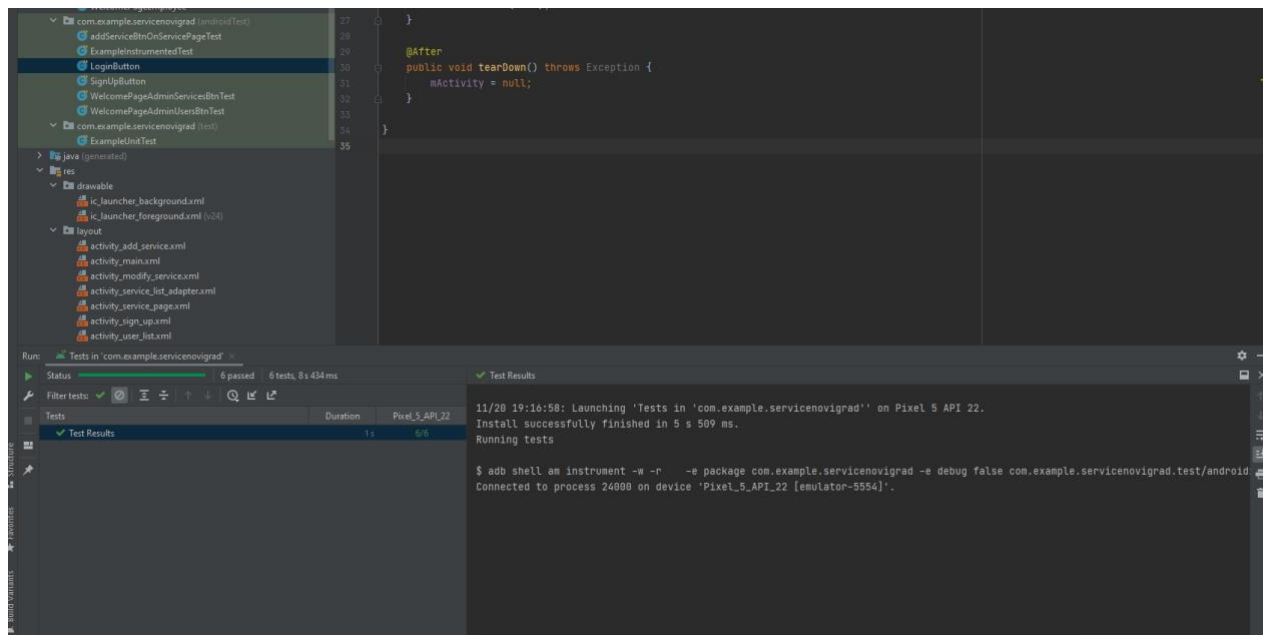 WelcomePageEmployee
com.example.servicenovigrad (androidTest)
addServiceBtnOnServicePageTest
ExampleInstrumentedTest
LoginButton
SignUpButton
WelcomePageAdminServicesBtnTest
WelcomePageAdminUsersBtnTest
com.example.servicenovigrad (test)
ExampleUnitTest
java (generated)
res
drawable
ic_launcher_background.xml
ic_launcher_foreground.xml (v24)
layout
activity_add_service.xml
activity_main.xml
activity_modify_service.xml
activity_service_list_adapter.xml
activity_service_page.xml
activity_sign_up.xml
activity_user_list.xml
27 }
28
29 @After
30 public void tearDown() throws Exception {
31 mActivity = null;
32 }
33
34 }
35
Run: Tests in 'com.example.servicenovigrad' ×
Status 6 passed 6 tests, 8 s 434 ms
Filter tests:
Tests Duration Pixel_5_API_22
Test Results 1 s 6/6
Test Results
11/20 19:16:58: Launching 'Tests in 'com.example.servicenovigrad'' on Pixel 5 API 22.
Install successfully finished in 5 s 509 ms.
Running tests
$ adb shell am instrument -w -r -e package com.example.servicenovigrad -e debug false com.example.servicenovigrad.test/android
Connected to process 24000 on device 'Pixel_5_API_22 [emulator-5554]'.
Structure
Favorites
Build Variants